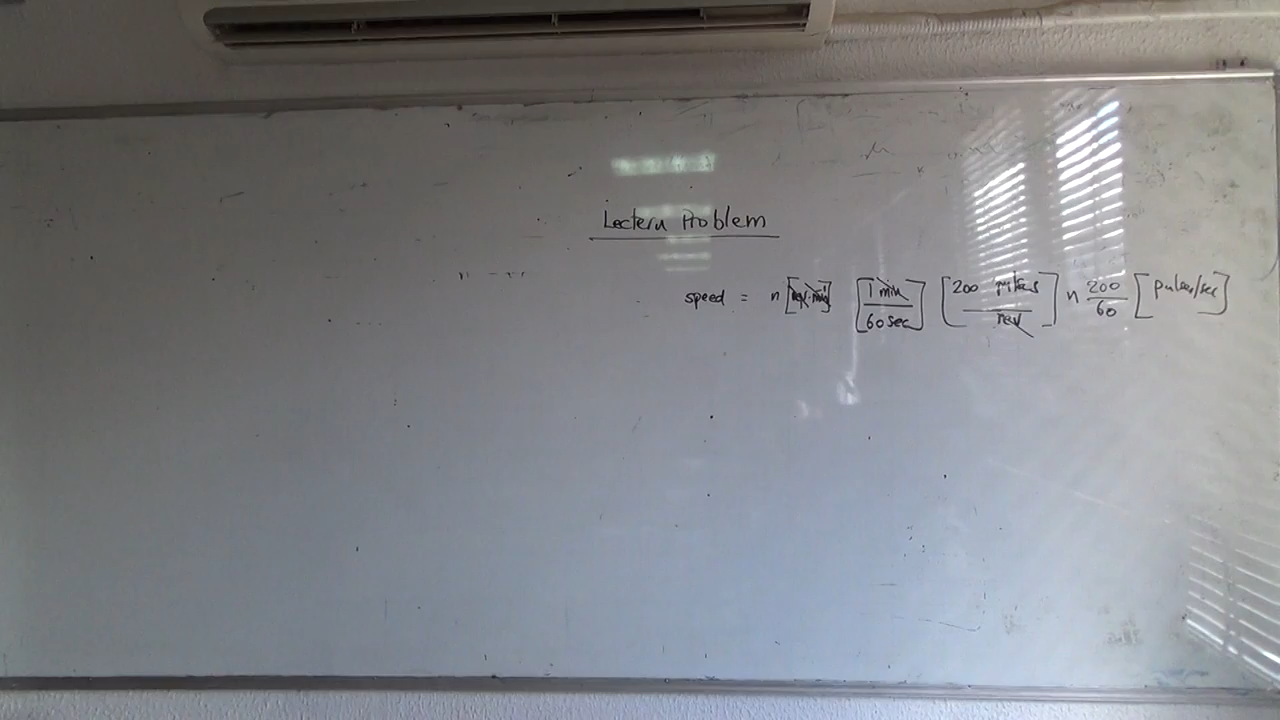 Lectern Problem
speed = n [rev/min] [1 min / 60 sec] [200 pulses / rev] n 200/60 [pulses/sec]